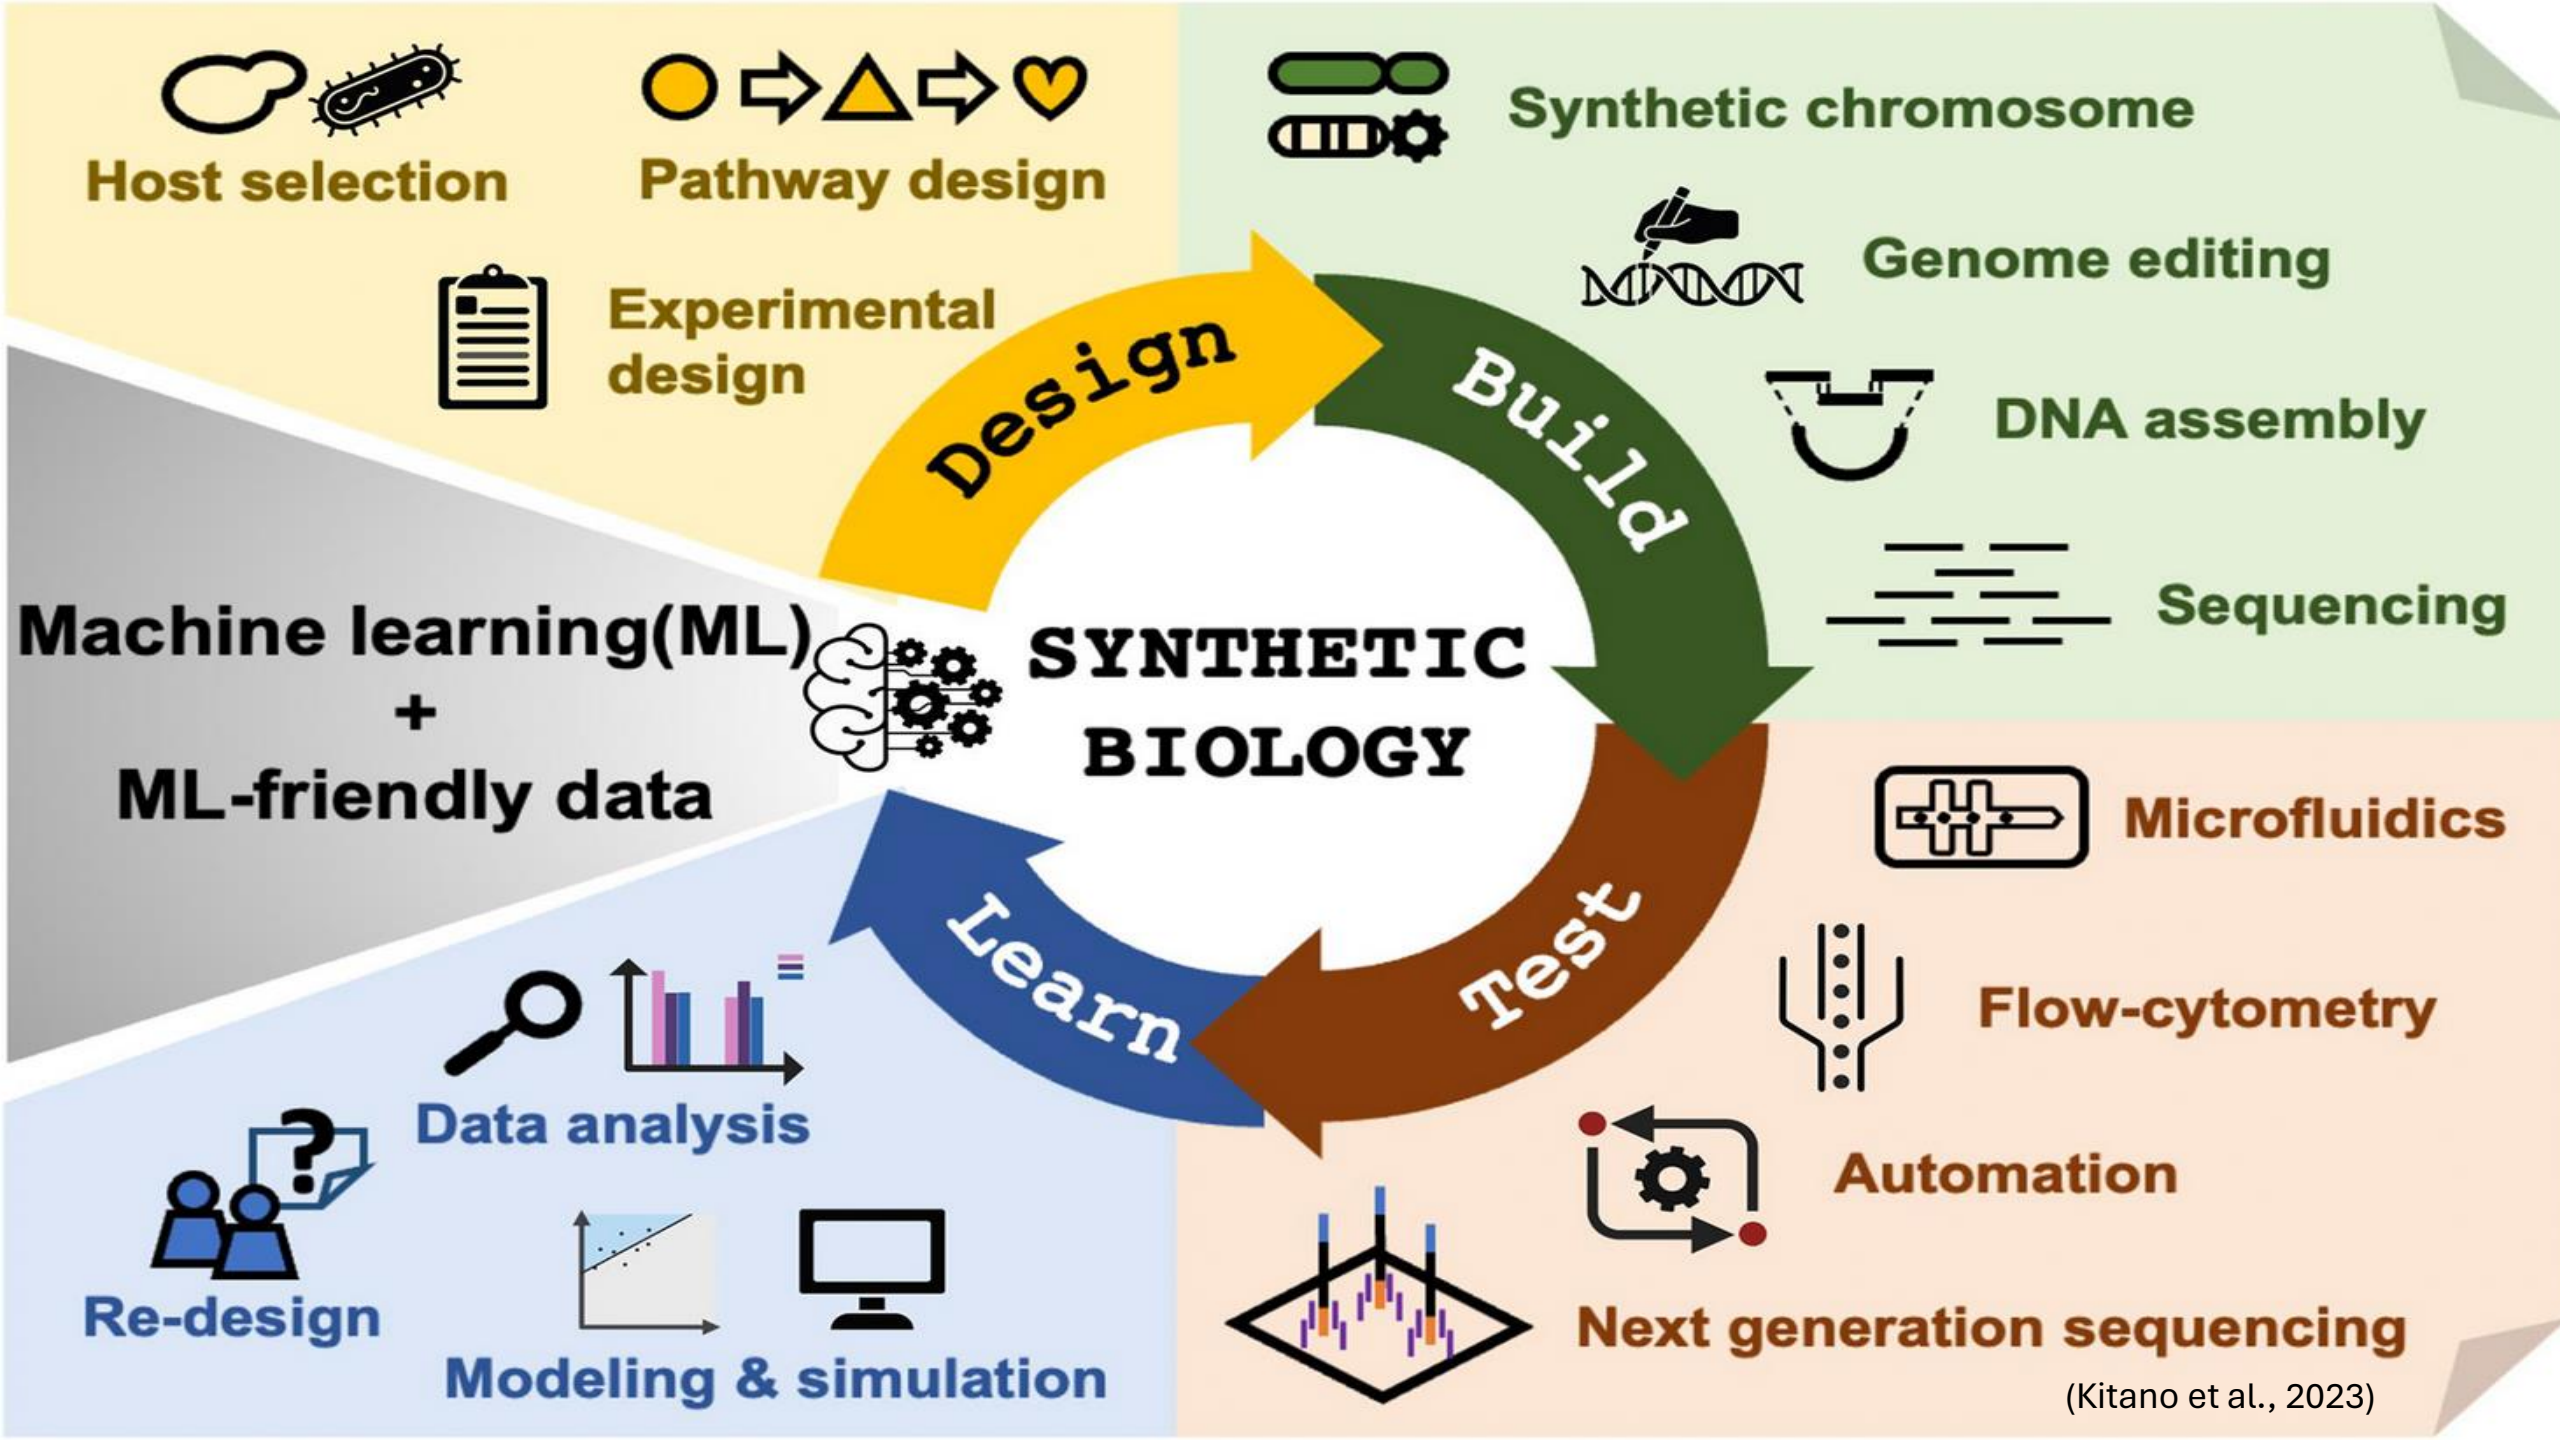 Host selection
Pathway design
Experimental
design
Synthetic chromosome
Genome editing
DNA assembly
Sequencing
Design
Build
Test
Learn
SYNTHETIC
BIOLOGY
Machine learning(ML)
+
ML-friendly data
Microfluidics
Flow-cytometry
Automation
Next generation sequencing
(Kitano et al., 2023)
?
Data analysis
Re-design
Modeling & simulation